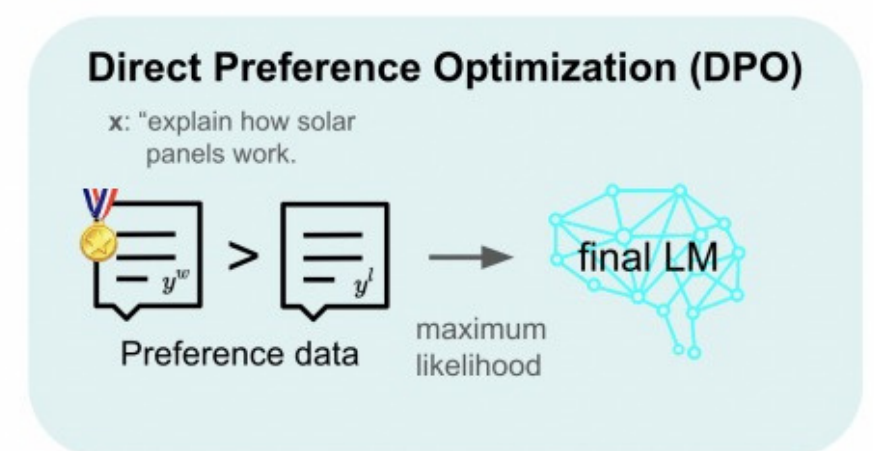 Direct Preference Optimization (DPO)
x: “explain how solar
panels work.
y^w > y^l
final LM
Preference data
maximum
likelihood